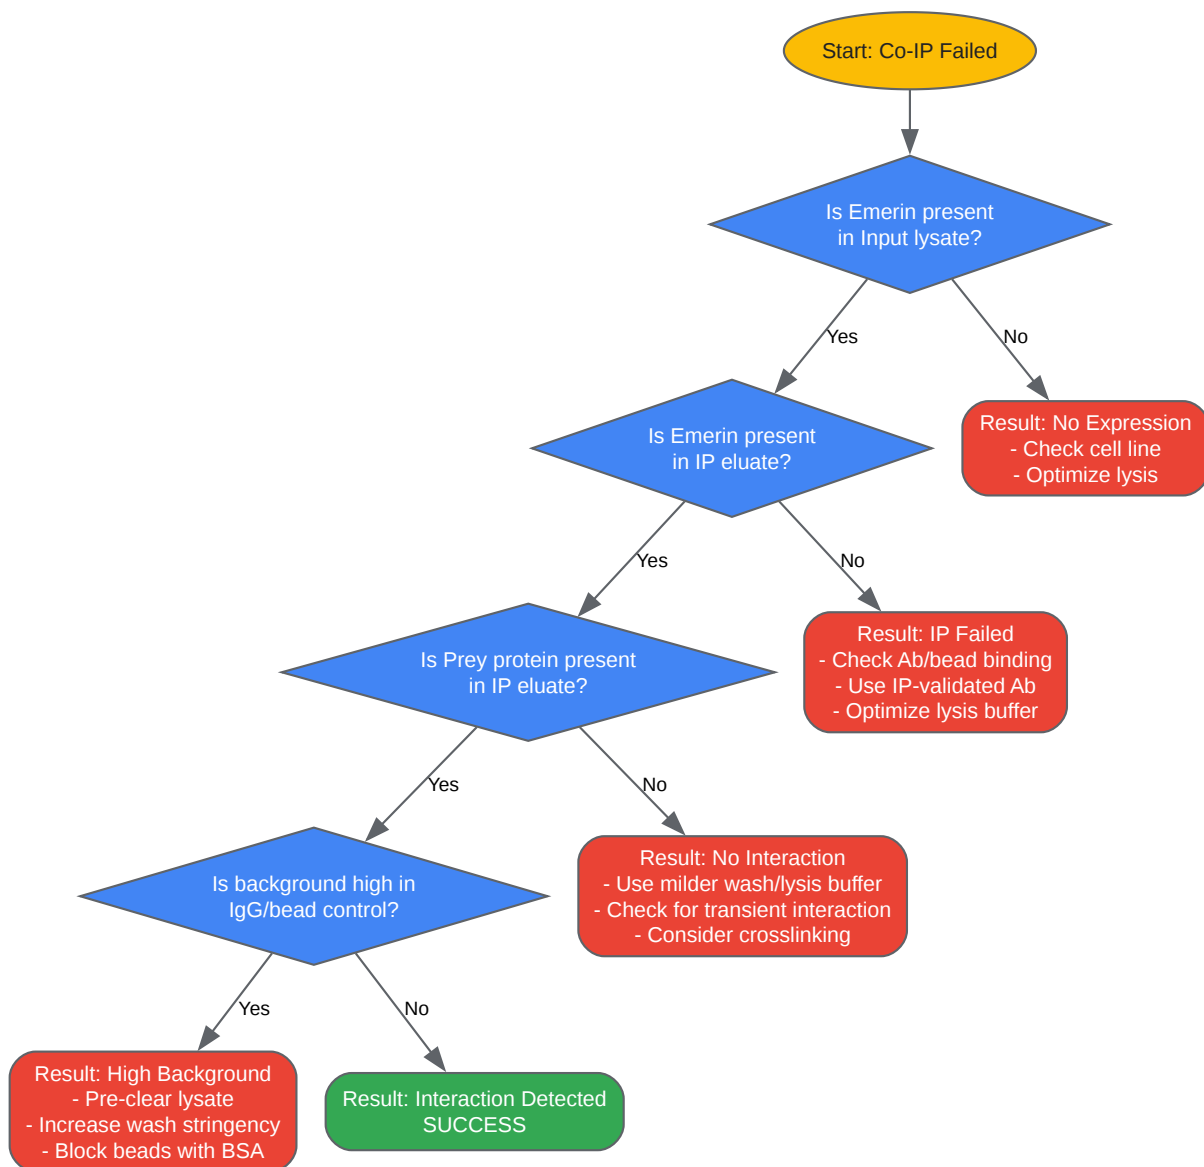 Start: Co-IP Failed
Is Emerin present
in Input lysate?
Yes
No
Is Emerin present
in IP eluate?
Result: No Expression
- Check cell line
- Optimize lysis
Yes
No
Is Prey protein present
in IP eluate?
Result: IP Failed
- Check Ab/bead binding
- Use IP-validated Ab
- Optimize lysis buffer
Yes
No
Is background high in
IgG/bead control?
Result: No Interaction
- Use milder wash/lysis buffer
- Check for transient interaction
- Consider crosslinking
Yes
No
Result: High Background
- Pre-clear lysate
- Increase wash stringency
- Block beads with BSA
Result: Interaction Detected
SUCCESS